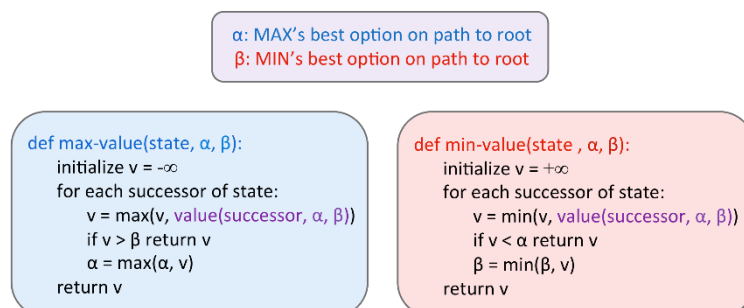 α: MAX's best option on path to root
β: MIN's best option on path to root
def max-value(state, α, β):
initialize v = -∞
for each successor of state:
v = max(v, value(successor, α, β))
if v > β return v
α = max(α, v)
return v
def min-value(state , α, β):
initialize v = +∞
for each successor of state:
v = min(v, value(successor, α, β))
if v < α return v
β = min(β, v)
return v